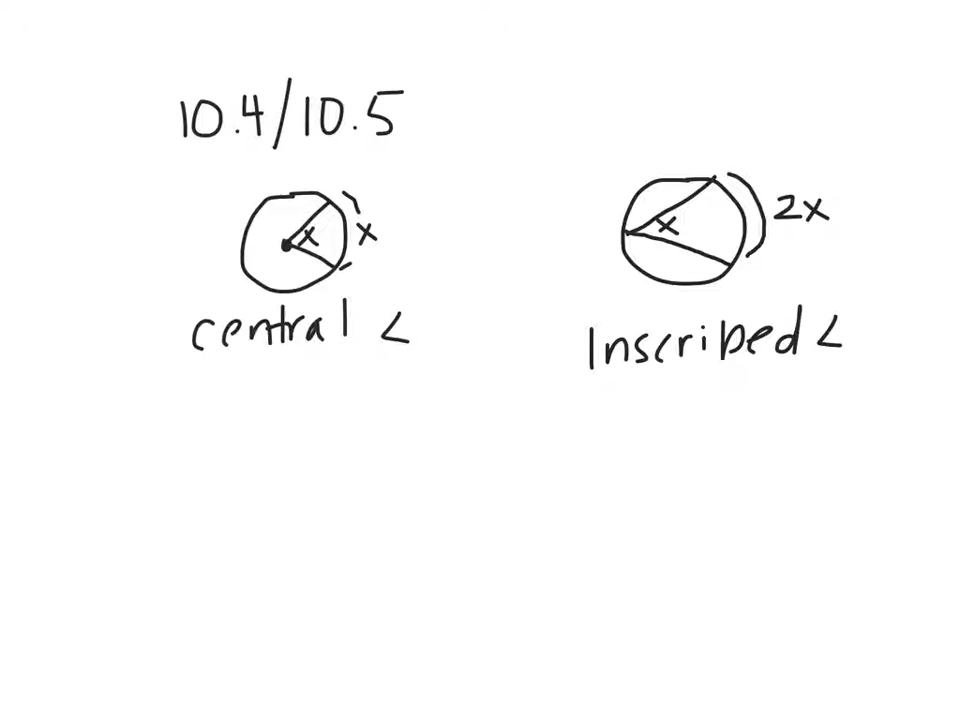 10.4/10.5
x x
x 2x
central <
Inscribed <